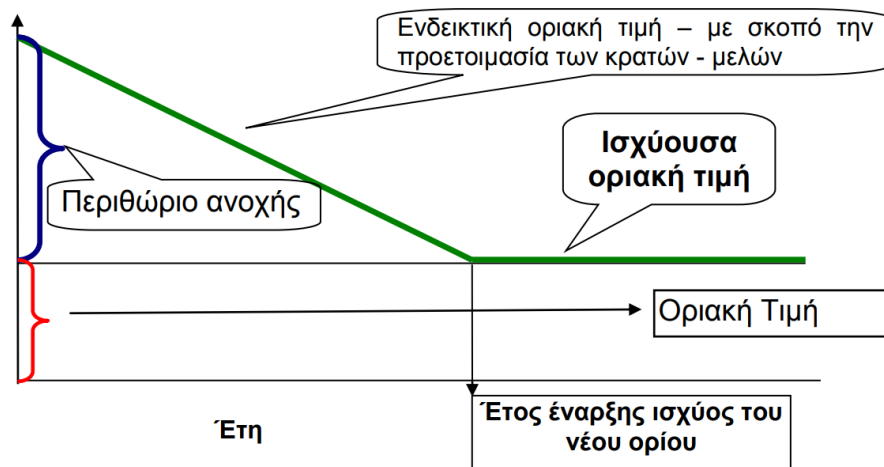 Ενδεικτική οριακή τιμή – με σκοπό την
προετοιμασία των κρατών - μελών
Ισχύουσα
οριακή τιμή
Περιθώριο ανοχής
Οριακή Τιμή
Έτη
Έτος έναρξης ισχύος του
νέου ορίου